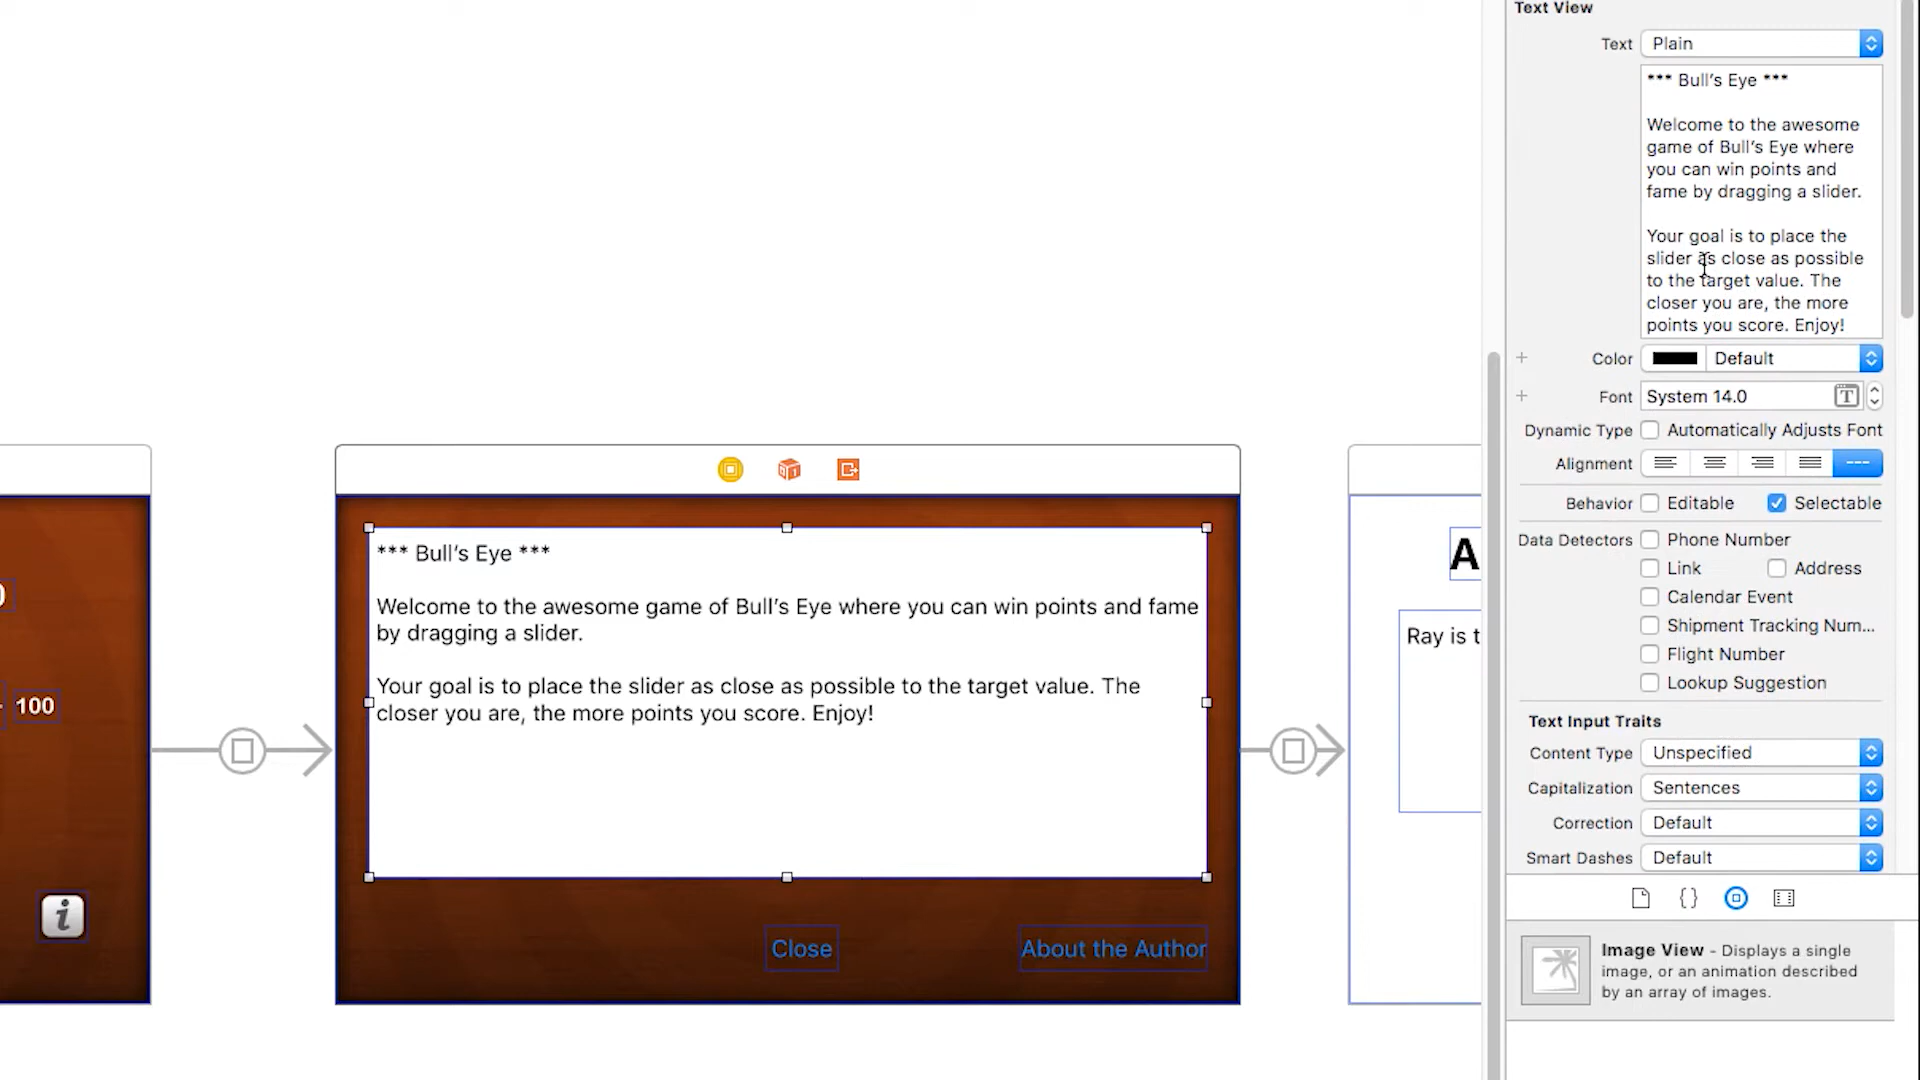 Text View
Text Plain
*** Bull's Eye ***
Welcome to the awesome
game of Bull's Eye where
you can win points and
fame by dragging a slider.
Your goal is to place the
slider as close as possible
to the target value. The
closer you are, the more
points you score. Enjoy!
+ Color Default
+ Font System 14.0 T
Dynamic Type Automatically Adjusts Font
Alignment ---
Behavior Editable Selectable
Data Detectors Phone Number
Link Address
Calendar Event
Shipment Tracking Num...
Flight Number
Lookup Suggestion
Text Input Traits
Content Type Unspecified
Capitalization Sentences
Correction Default
Smart Dashes Default
{}
Image View - Displays a single
image, or an animation described
by an array of images.
100
i
*** Bull's Eye ***
Welcome to the awesome game of Bull's Eye where you can win points and fame
by dragging a slider.
Your goal is to place the slider as close as possible to the target value. The
closer you are, the more points you score. Enjoy!
Close
About the Author
A
Ray is t